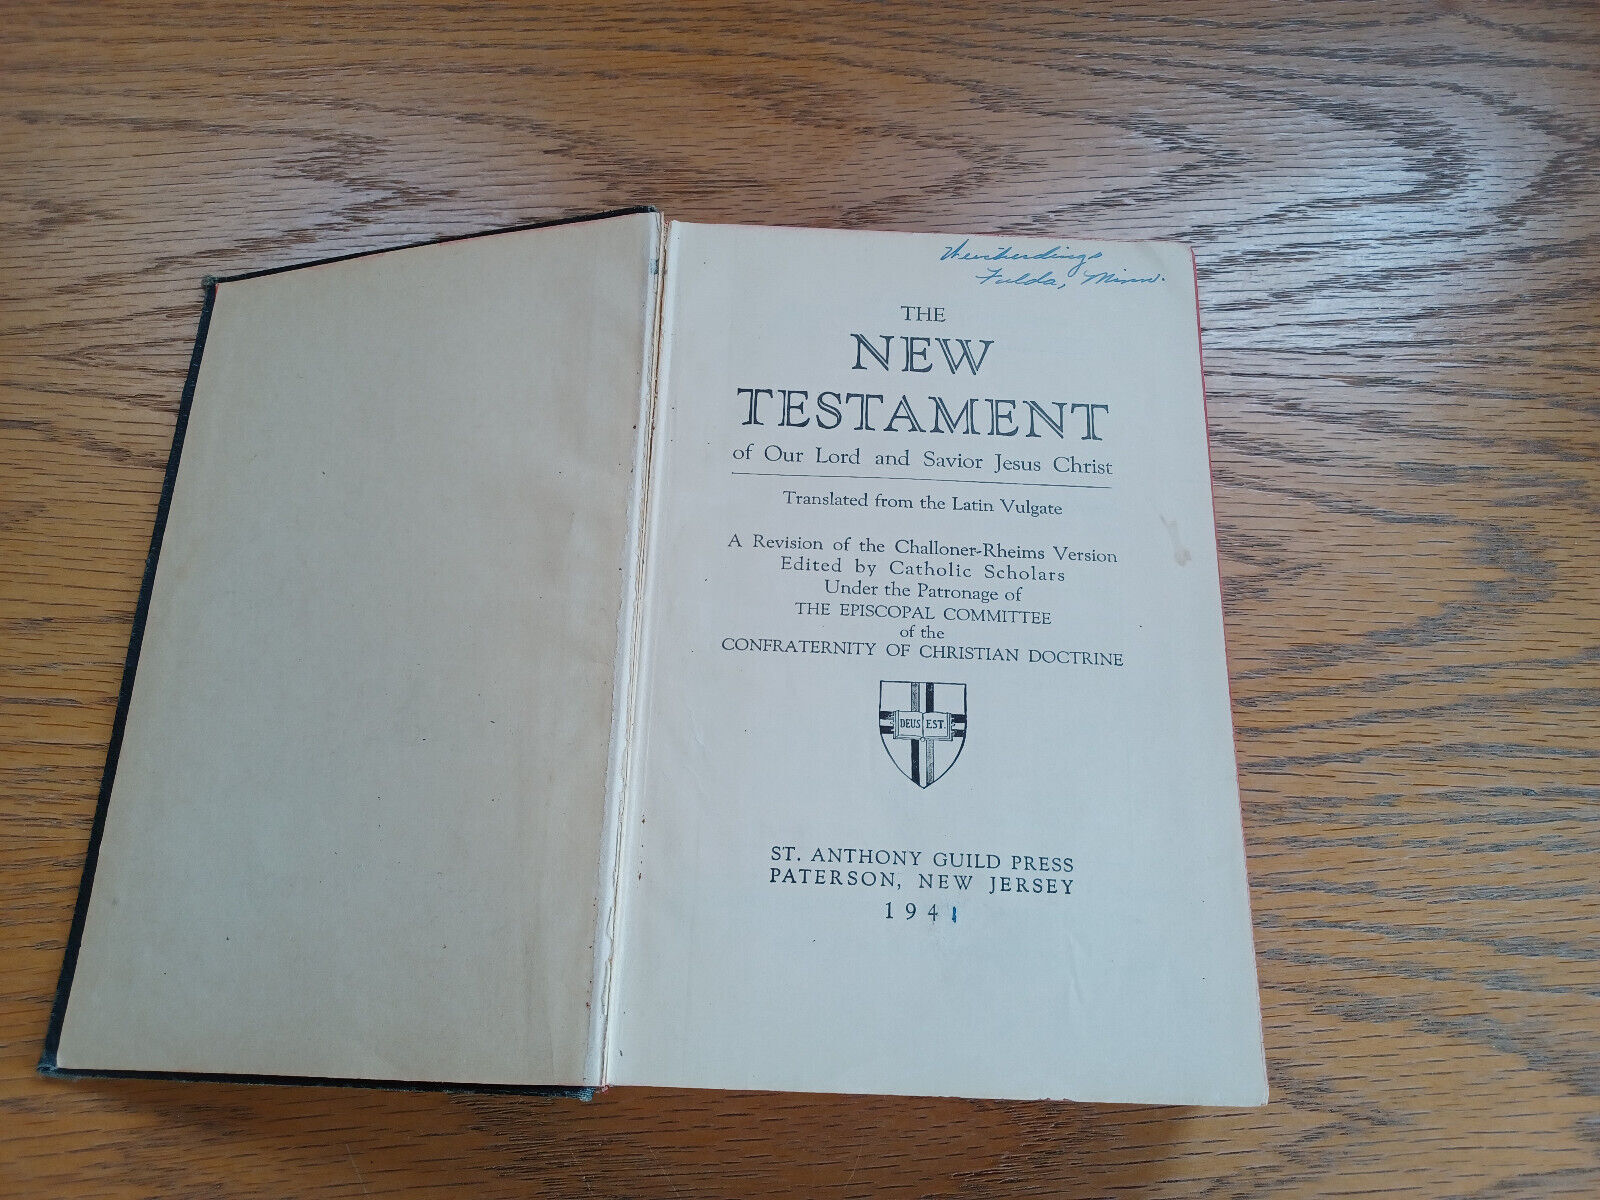 Fulda, Minn.
THE
NEW
TESTAMENT
of Our Lord and Savior Jesus Christ
Translated from the Latin Vulgate
A Revision of the Challoner-Rheims Version
Edited by Catholic Scholars
Under the Patronage of
THE EPISCOPAL COMMITTEE
of the
CONFRATERNITY OF CHRISTIAN DOCTRINE
DEUS EST.
ST. ANTHONY GUILD PRESS
PATERSON, NEW JERSEY
1941